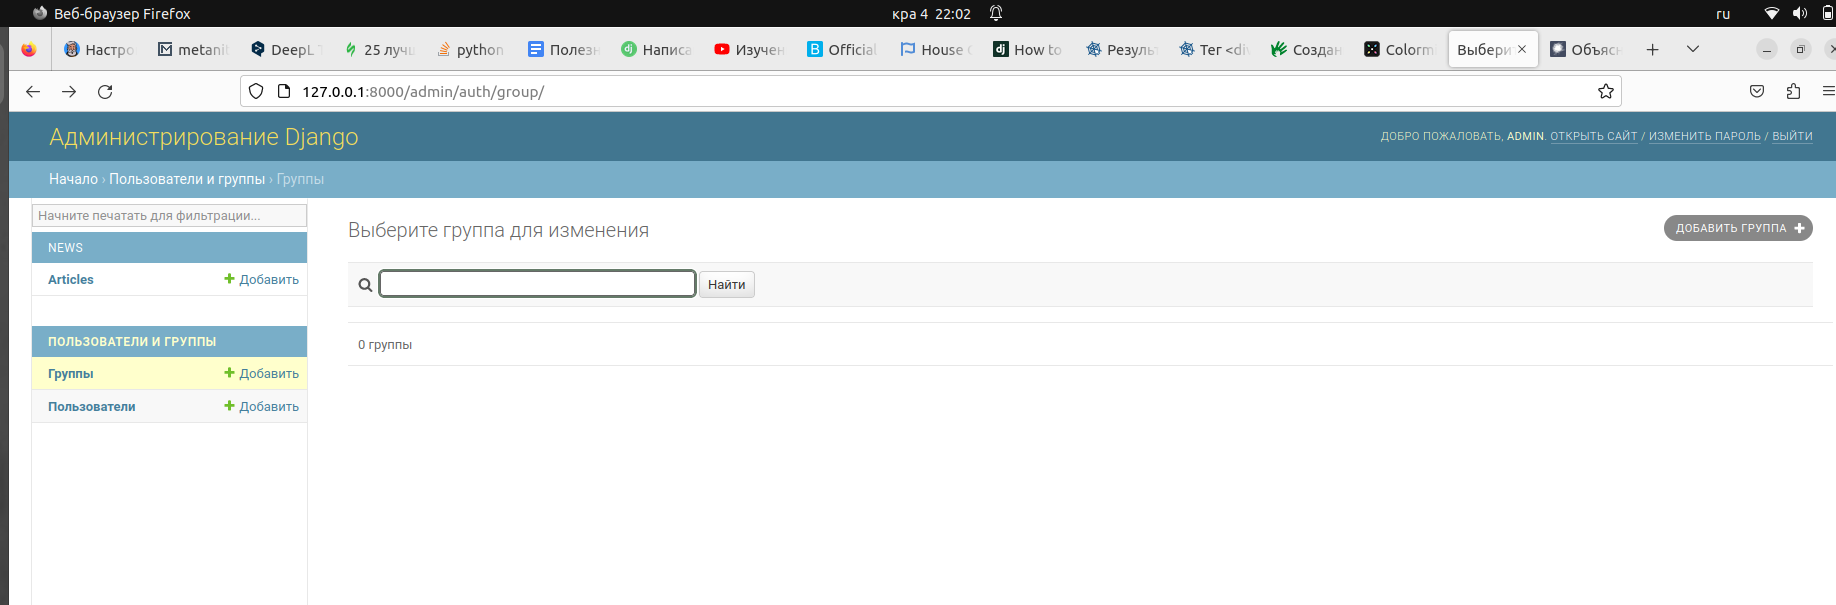 Веб-браузер Firefox
кра 4 22:02
ru
Настро
metanit
DeepL T
25 лучш
python
Полезн
Написа
Изучен
Official
House C
How to
Резуль
Тег <di
Создан
Colorm
Выбери
Объясн
127.0.0.1:8000/admin/auth/group/
Администрирование Django
ДОБРО ПОЖАЛОВАТЬ, ADMIN. ОТКРЫТЬ САЙТ / ИЗМЕНИТЬ ПАРОЛЬ / ВЫЙТИ
Начало › Пользователи и группы › Группы
Начните печатать для фильтрации...
NEWS
Articles
Добавить
ПОЛЬЗОВАТЕЛИ И ГРУППЫ
Группы
Добавить
Пользователи
Добавить
Выберите группа для изменения
ДОБАВИТЬ ГРУППА
Найти
0 группы